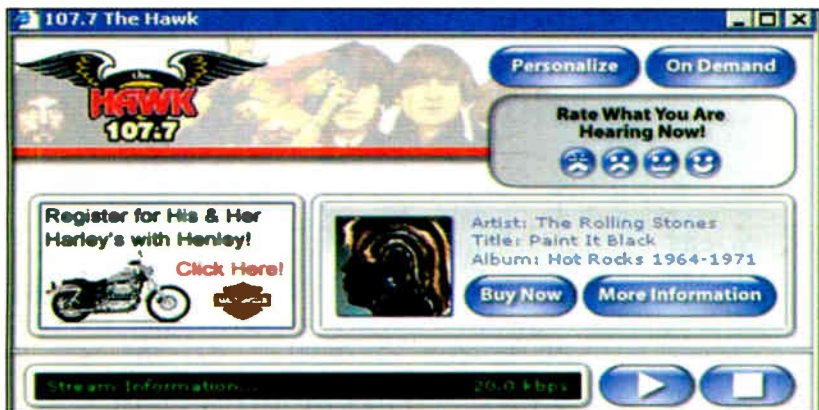 107.7 The Hawk
the
HAWK
107.7
Personalize
On Demand
Rate What You Are
Hearing Now!
Register for His & Her
Harley's with Henley!
Click Here!
Artist: The Rolling Stones
Title: Paint It Black
Album: Hot Rocks 1964-1971
Buy Now
More Information
Stream Information...
20.0 kbps